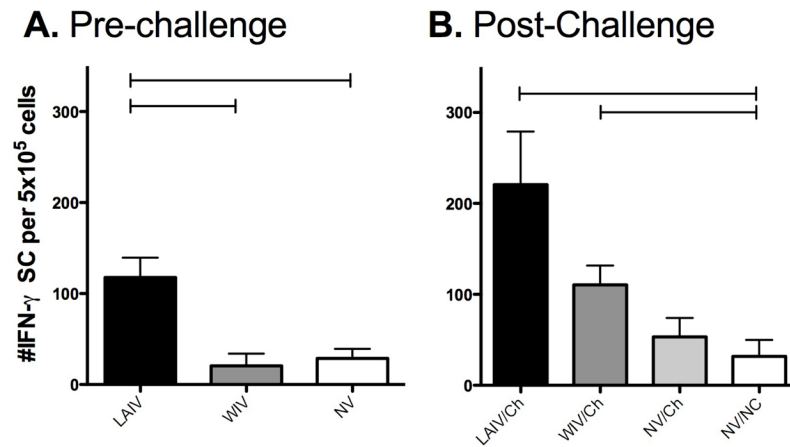 A. Pre-challenge
#IFN-γ SC per 5x10⁵ cells
300
200
100
0
LAIV
WIV
NV
B. Post-Challenge
300
200
100
0
LAIV/Ch
WIV/Ch
NV/Ch
NV/NC